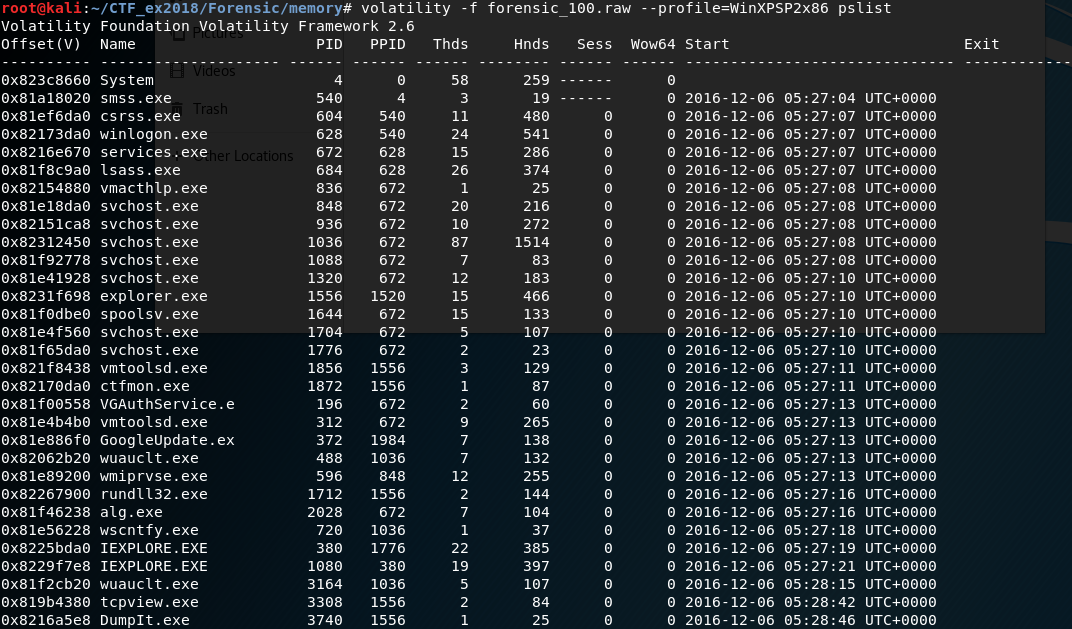 root@kali:~/CTF_ex2018/Forensic/memory# volatility -f forensic_100.raw --profile=WinXPSP2x86 pslist
Volatility Foundation Volatility Framework 2.6
Pictures
Offset(V) Name PID PPID Thds Hnds Sess Wow64 Start Exit
---------- -------------------- ------ ------ ------ -------- ------ ------ ------------------------------ ------------
Videos
0x823c8660 System 4 0 58 259 ------ 0
0x81a18020 smss.exe 540 4 3 19 ------ 0 2016-12-06 05:27:04 UTC+0000
Trash
0x81ef6da0 csrss.exe 604 540 11 480 0 0 2016-12-06 05:27:07 UTC+0000
0x82173da0 winlogon.exe 628 540 24 541 0 0 2016-12-06 05:27:07 UTC+0000
0x8216e670 services.exe 672 628 15 286 0 0 2016-12-06 05:27:07 UTC+0000
Other Locations
0x81f8c9a0 lsass.exe 684 628 26 374 0 0 2016-12-06 05:27:07 UTC+0000
0x82154880 vmacthlp.exe 836 672 1 25 0 0 2016-12-06 05:27:08 UTC+0000
0x81e18da0 svchost.exe 848 672 20 216 0 0 2016-12-06 05:27:08 UTC+0000
0x82151ca8 svchost.exe 936 672 10 272 0 0 2016-12-06 05:27:08 UTC+0000
0x82312450 svchost.exe 1036 672 87 1514 0 0 2016-12-06 05:27:08 UTC+0000
0x81f92778 svchost.exe 1088 672 7 83 0 0 2016-12-06 05:27:08 UTC+0000
0x81e41928 svchost.exe 1320 672 12 183 0 0 2016-12-06 05:27:10 UTC+0000
0x8231f698 explorer.exe 1556 1520 15 466 0 0 2016-12-06 05:27:10 UTC+0000
0x81f0dbe0 spoolsv.exe 1644 672 15 133 0 0 2016-12-06 05:27:10 UTC+0000
0x81e4f560 svchost.exe 1704 672 5 107 0 0 2016-12-06 05:27:10 UTC+0000
0x81f65da0 svchost.exe 1776 672 2 23 0 0 2016-12-06 05:27:10 UTC+0000
0x821f8438 vmtoolsd.exe 1856 1556 3 129 0 0 2016-12-06 05:27:11 UTC+0000
0x82170da0 ctfmon.exe 1872 1556 1 87 0 0 2016-12-06 05:27:11 UTC+0000
0x81f00558 VGAuthService.e 196 672 2 60 0 0 2016-12-06 05:27:13 UTC+0000
0x81e4b4b0 vmtoolsd.exe 312 672 9 265 0 0 2016-12-06 05:27:13 UTC+0000
0x81e886f0 GoogleUpdate.ex 372 1984 7 138 0 0 2016-12-06 05:27:13 UTC+0000
0x82062b20 wuauclt.exe 488 1036 7 132 0 0 2016-12-06 05:27:13 UTC+0000
0x81e89200 wmiprvse.exe 596 848 12 255 0 0 2016-12-06 05:27:13 UTC+0000
0x82267900 rundll32.exe 1712 1556 2 144 0 0 2016-12-06 05:27:16 UTC+0000
0x81f46238 alg.exe 2028 672 7 104 0 0 2016-12-06 05:27:16 UTC+0000
0x81e56228 wscntfy.exe 720 1036 1 37 0 0 2016-12-06 05:27:18 UTC+0000
0x8225bda0 IEXPLORE.EXE 380 1776 22 385 0 0 2016-12-06 05:27:19 UTC+0000
0x8229f7e8 IEXPLORE.EXE 1080 380 19 397 0 0 2016-12-06 05:27:21 UTC+0000
0x81f2cb20 wuauclt.exe 3164 1036 5 107 0 0 2016-12-06 05:28:15 UTC+0000
0x819b4380 tcpview.exe 3308 1556 2 84 0 0 2016-12-06 05:28:42 UTC+0000
0x8216a5e8 DumpIt.exe 3740 1556 1 25 0 0 2016-12-06 05:28:46 UTC+0000